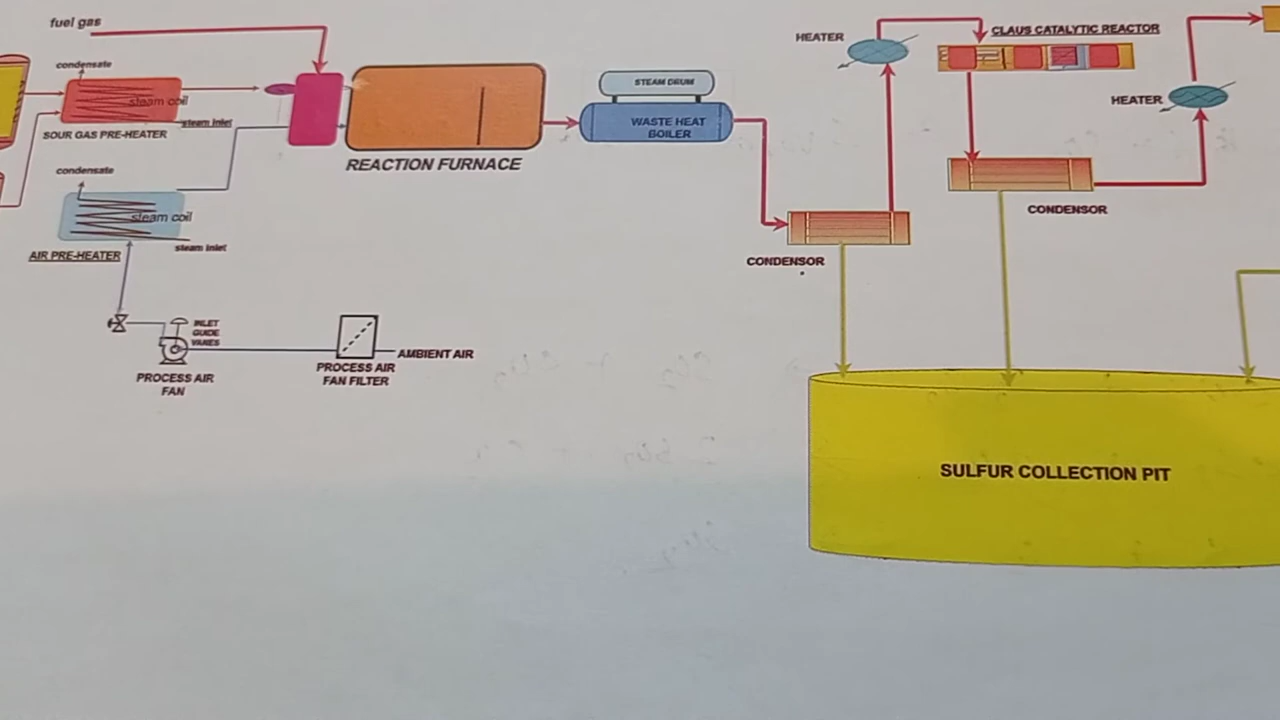 fuel gas
condensate
steam coil
steam inlet
SOUR GAS PRE-HEATER
condensate
steam coil
steam inlet
AIR PRE-HEATER
INLET
GUIDE
VANES
PROCESS AIR
FAN
PROCESS AIR
FAN FILTER
AMBIENT AIR
REACTION FURNACE
STEAM DRUM
WASTE HEAT
BOILER
CONDENSOR
HEATER
CLAUS CATALYTIC REACTOR
HEATER
CONDENSOR
SULFUR COLLECTION PIT